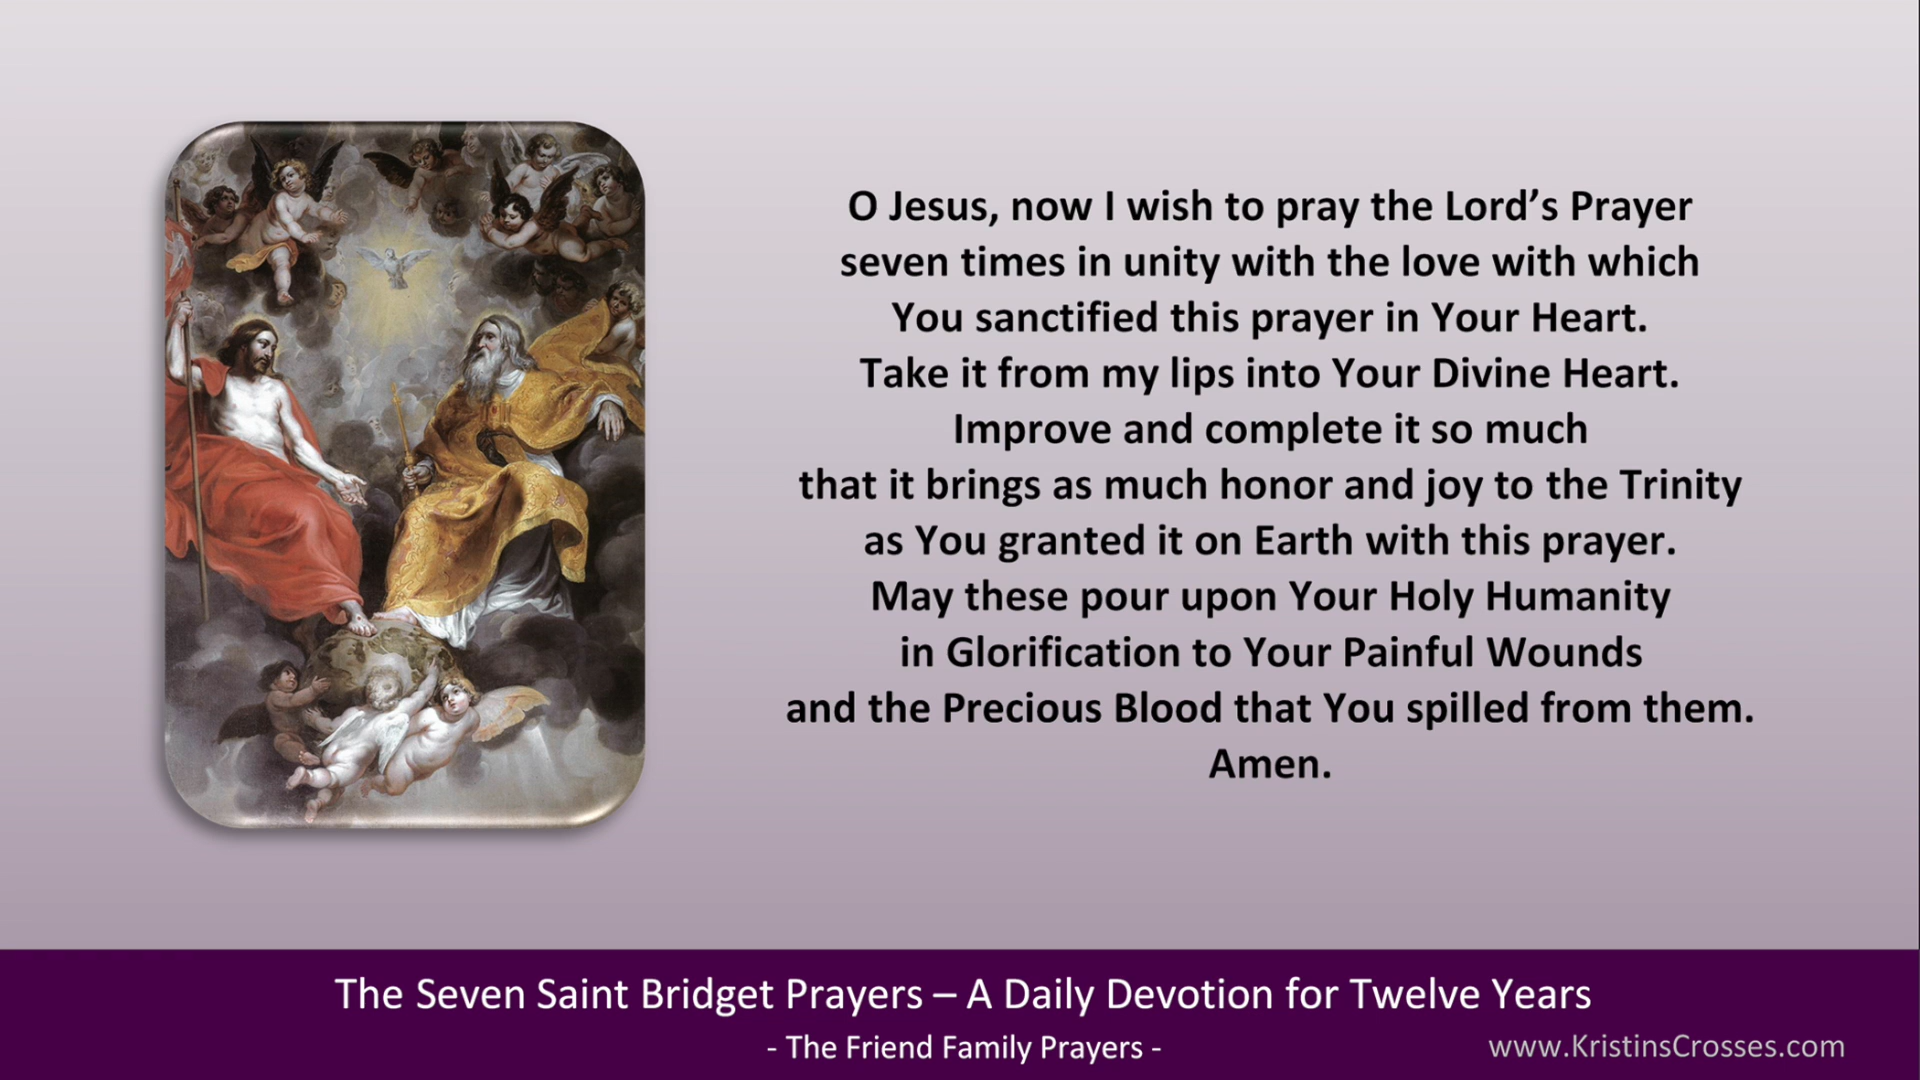 O Jesus, now I wish to pray the Lord’s Prayer
seven times in unity with the love with which
You sanctified this prayer in Your Heart.
Take it from my lips into Your Divine Heart.
Improve and complete it so much
that it brings as much honor and joy to the Trinity
as You granted it on Earth with this prayer.
May these pour upon Your Holy Humanity
in Glorification to Your Painful Wounds
and the Precious Blood that You spilled from them.
Amen.
The Seven Saint Bridget Prayers – A Daily Devotion for Twelve Years
- The Friend Family Prayers -
www.KristinsCrosses.com